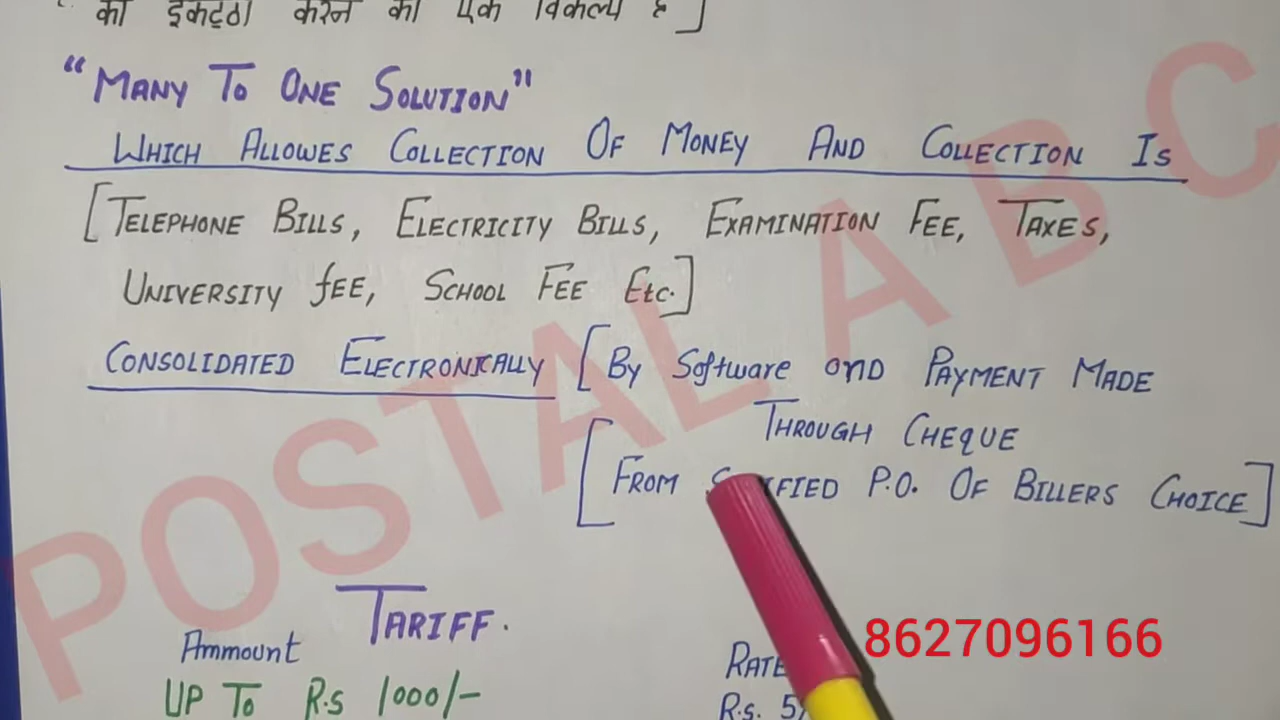 को इकट्ठा करने का एक विकल्प है ]
"MANY TO ONE SOLUTION"
WHICH ALLOWES COLLECTION OF MONEY AND COLLECTION IS
[TELEPHONE BILLS, ELECTRICITY BILLS, EXAMINATION FEE, TAXES,
UNIVERSITY fEE, SCHOOL FEE Etc.]
CONSOLIDATED ELECTRONICALLY [By Software and PAYMENT MADE
THROUGH CHEQUE
[FROM P.O. OF BILLERS CHOICE]
TARIFF.
Ammount RATE
UP TO R.s 1000/- R.s. 5/
8627096166
POSTAL ABC